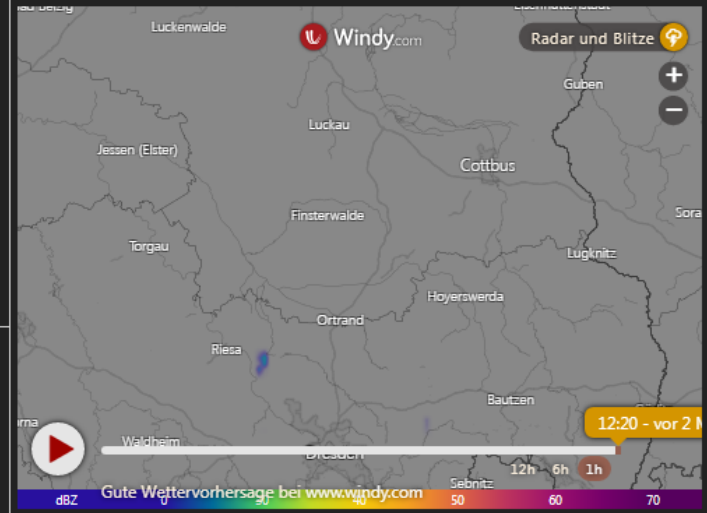 Luckenwalde
Windy.com
Radar und Blitze
+
Guben
−
Luckau
Jessen (Elster)
Cottbus
Finsterwalde
Torgau
Lugknitz
Hoyerswerda
Ortrand
Riesa
Bautzen
12:20 - vor 2
Waldheim
Dresden
12h 6h 1h
Sebnitz
Gute Wettervorhersage bei www.windy.com
dBZ 0 50 60 70